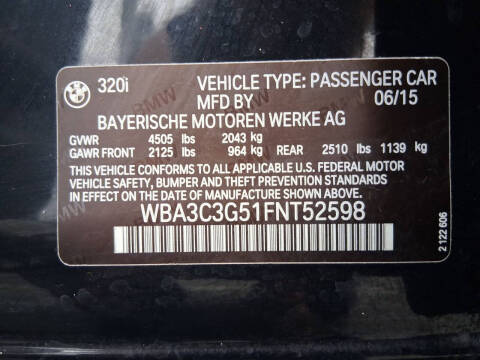 BMW 320i VEHICLE TYPE: PASSENGER CAR
MFD BY 06/15
BAYERISCHE MOTOREN WERKE AG
GVWR 4505 lbs 2043 kg
GAWR FRONT 2125 lbs 964 kg REAR 2510 lbs 1139 kg
THIS VEHICLE CONFORMS TO ALL APPLICABLE U.S. FEDERAL MOTOR
VEHICLE SAFETY, BUMPER AND THEFT PREVENTION STANDARDS
IN EFFECT ON THE DATE OF MANUFACTURE SHOWN ABOVE.
WBA3C3G51FNT52598
2 122 606